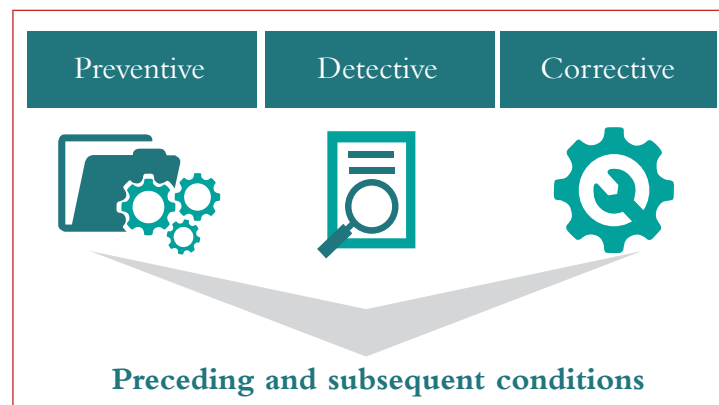 Preventive
Detective
Corrective
Preceding and subsequent conditions